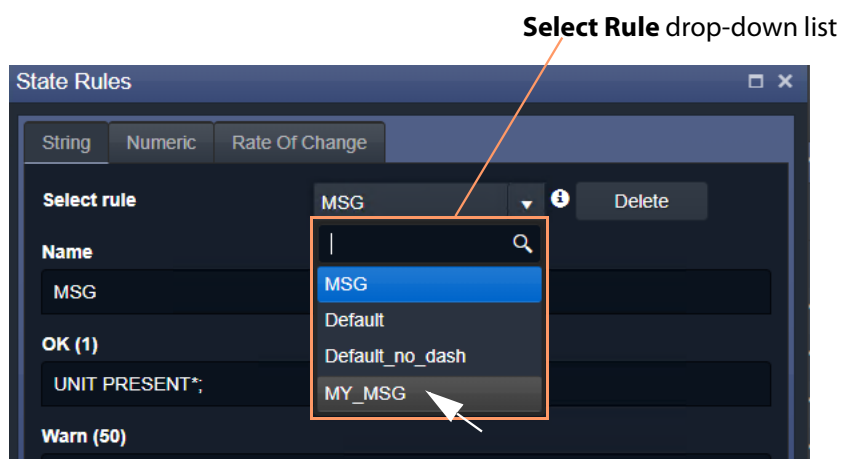 Select Rule drop-down list
State Rules
String Numeric Rate Of Change
Select rule MSG Delete
Name
MSG
MSG
Default
OK (1)
Default_no_dash
UNIT PRESENT*;
MY_MSG
Warn (50)